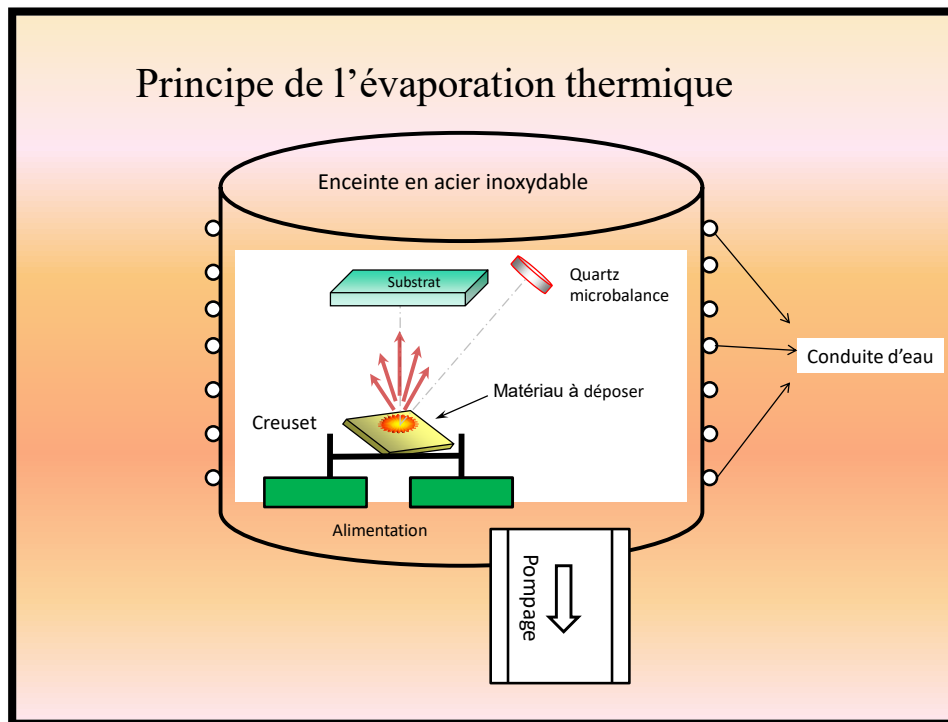 Principe de l’évaporation thermique
Enceinte en acier inoxydable
Substrat
Quartz
microbalance
Conduite d’eau
Matériau à déposer
Creuset
Alimentation
Pompage